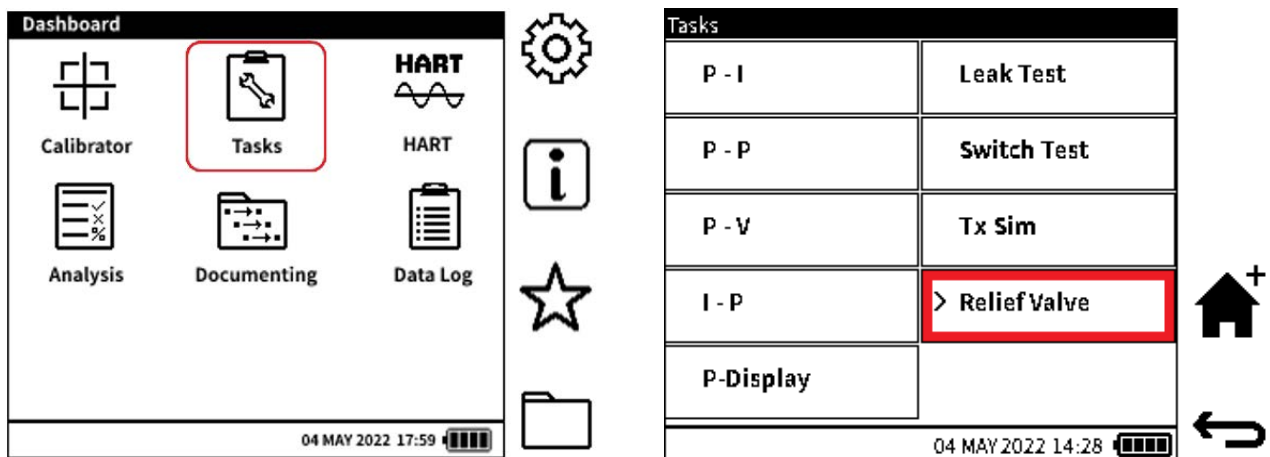 Dashboard
HART
Calibrator
Tasks
HART
Analysis
Documenting
Data Log
04 MAY 2022 17:59
Tasks
P - I
Leak Test
P - P
Switch Test
P - V
Tx Sim
I - P
> Relief Valve
P-Display
04 MAY 2022 14:28